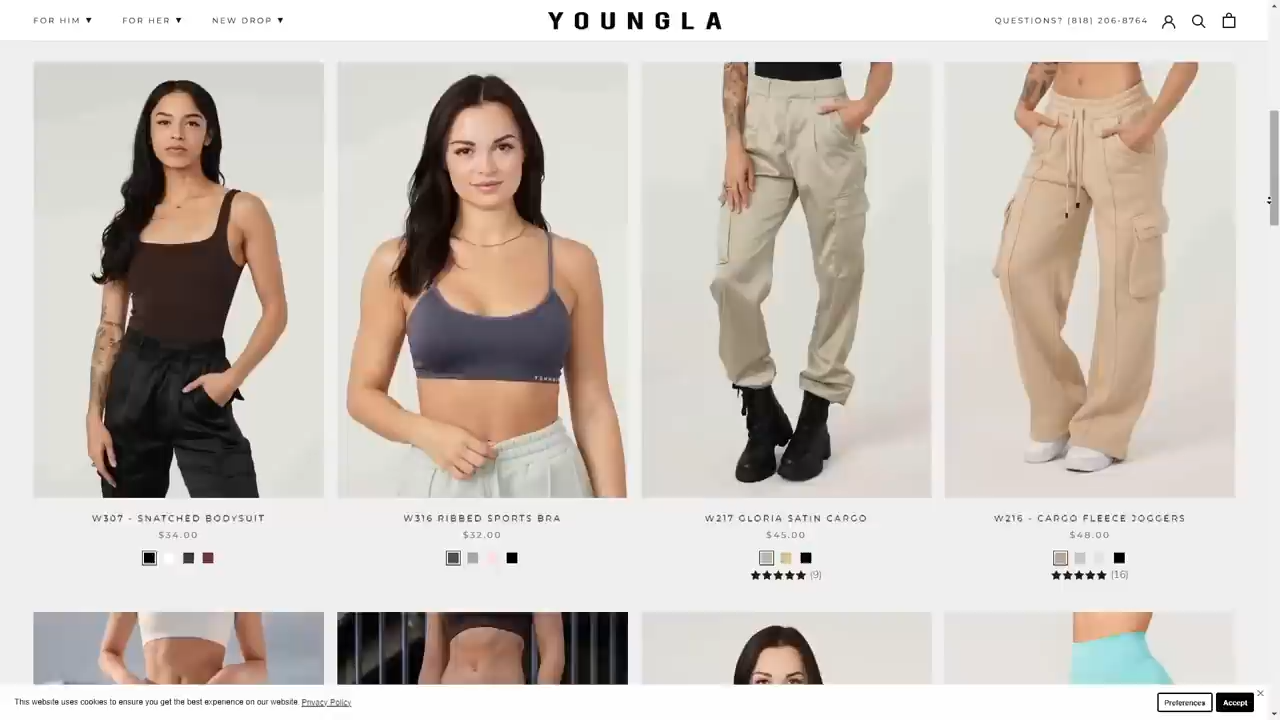 FOR HIM ▼ FOR HER ▼ NEW DROP ▼ YOUNGLA QUESTIONS? (818) 206-8764
W307 - SNATCHED BODYSUIT W316 RIBBED SPORTS BRA W217 GLORIA SATIN CARGO W216 - CARGO FLEECE JOGGERS
$34.00 $32.00 $45.00 $48.00
★★★★★ (9) ★★★★★ (16)
This website uses cookies to ensure you get the best experience on our website Privacy Policy Preferences Accept